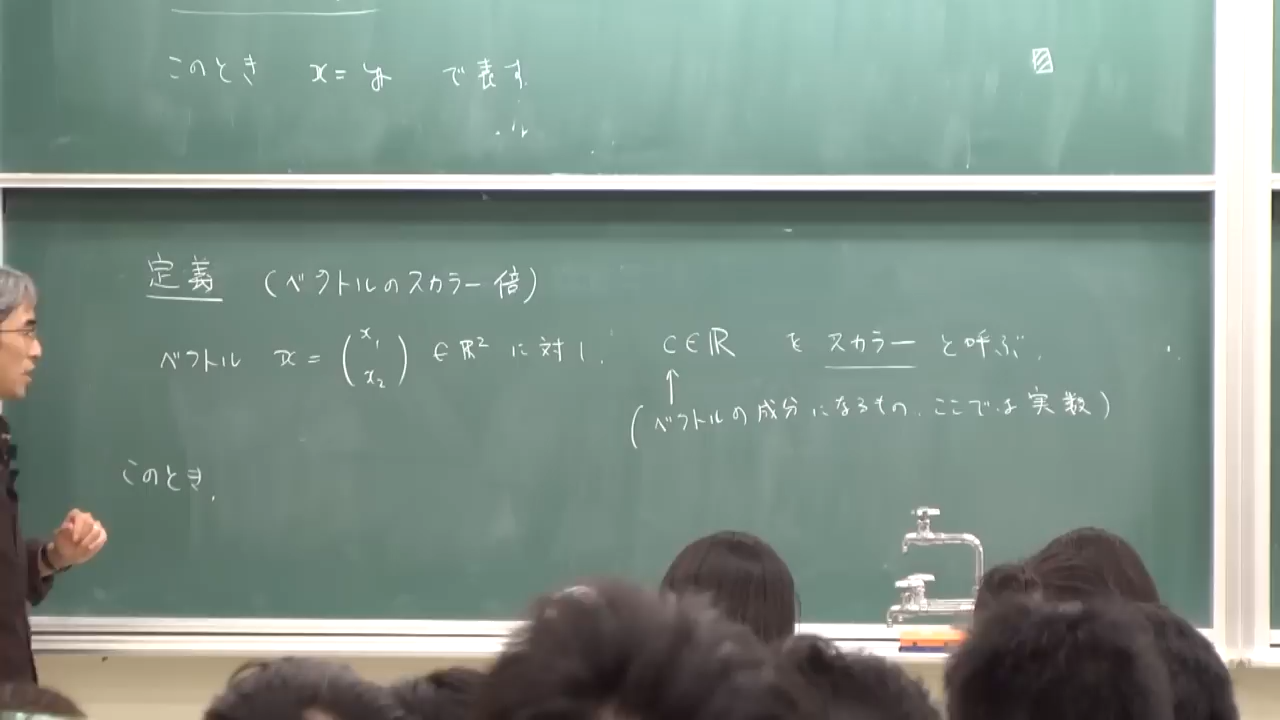 このとき x = y で表す.
定義 (ベクトルのスカラー倍)
ベクトル x = (x₁ x₂) ∈ ℝ² に対し, c ∈ ℝ を スカラー と呼ぶ.
↑
(ベクトルの成分になるもの. ここでは実数)
このとき,